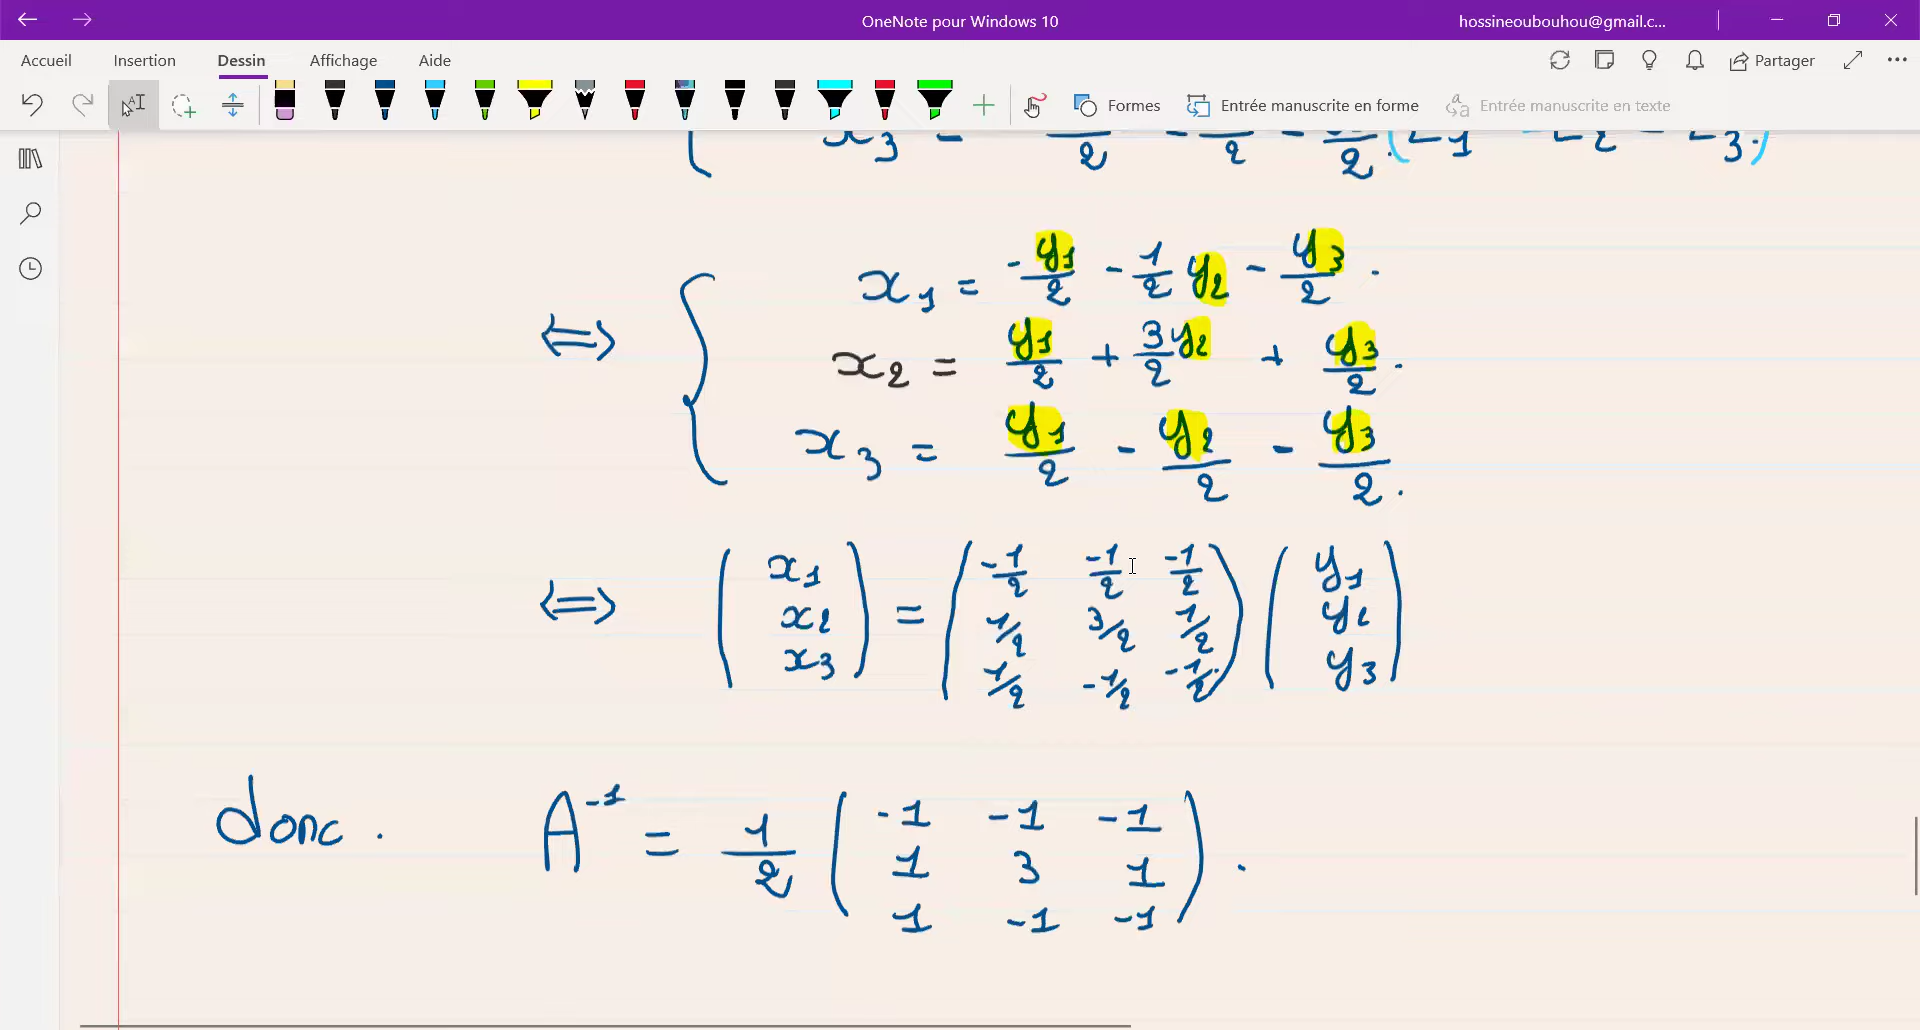 OneNote pour Windows 10
hossineoubouhou@gmail.c...
Accueil Insertion Dessin Affichage Aide Partager
Formes Entrée manuscrite en forme Entrée manuscrite en texte
x₁ = -y₁/2 - 1/2 y₂ - y₃/2 .
⟺ { x₂ = y₁/2 + 3/2 y₂ + y₃/2 .
x₃ = y₁/2 - y₂/2 - y₃/2 .
⟺ ( x₁ ) = ( -1/2 -1/2 -1/2 ) ( y₁ )
( x₂ ) ( 1/2 3/2 1/2 ) ( y₂ )
( x₃ ) ( 1/2 -1/2 -1/2 ) ( y₃ )
donc . A⁻¹ = 1/2 ( -1 -1 -1 )
( 1 3 1 ) .
( 1 -1 -1 )